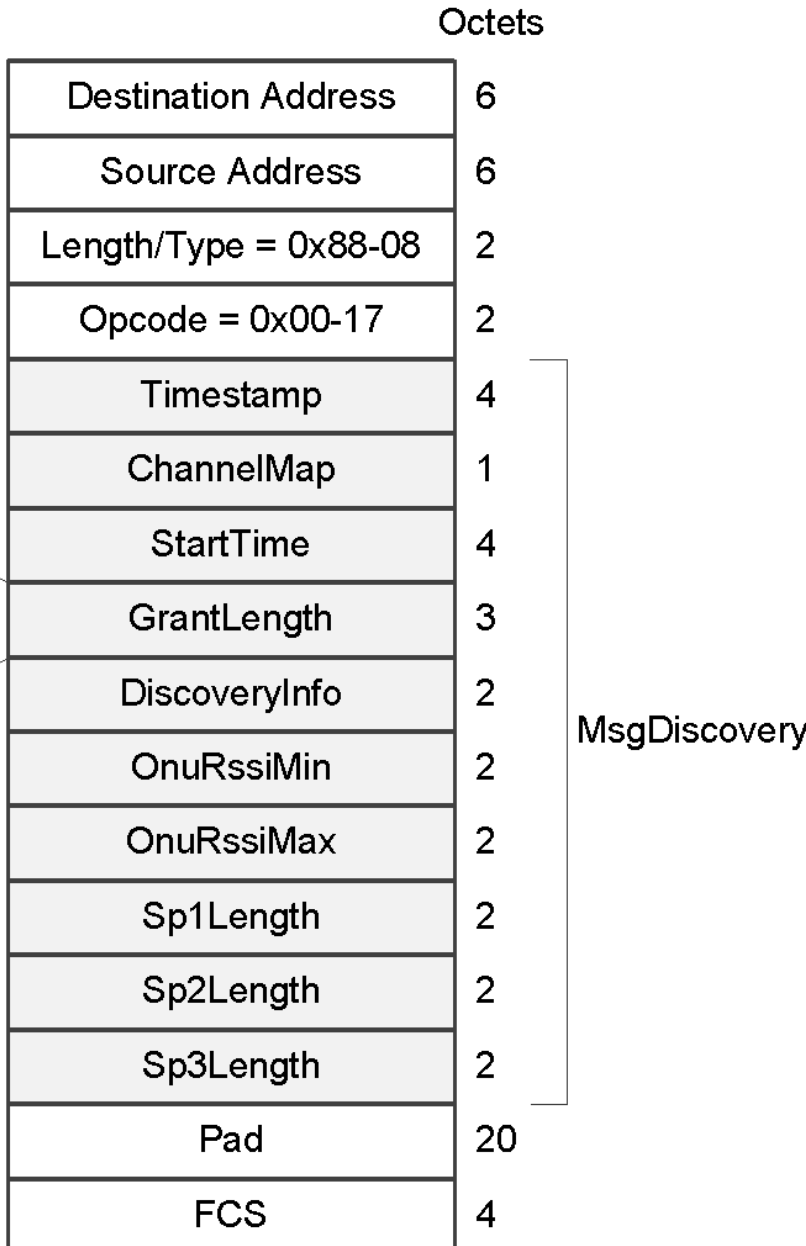 Octets
Destination Address 6
Source Address 6
Length/Type = 0x88-08 2
Opcode = 0x00-17 2
Timestamp 4
ChannelMap 1
StartTime 4
GrantLength 3
DiscoveryInfo 2
MsgDiscovery
OnuRssiMin 2
OnuRssiMax 2
Sp1Length 2
Sp2Length 2
Sp3Length 2
Pad 20
FCS 4